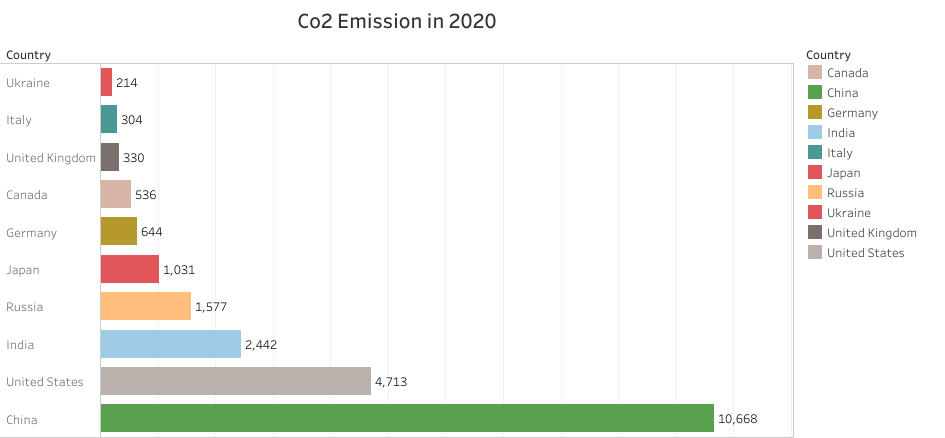 Co2 Emission in 2020
Country
Ukraine 214
Italy 304
United Kingdom 330
Canada 536
Germany 644
Japan 1,031
Russia 1,577
India 2,442
United States 4,713
China 10,668
Country
Canada
China
Germany
India
Italy
Japan
Russia
Ukraine
United Kingdom
United States